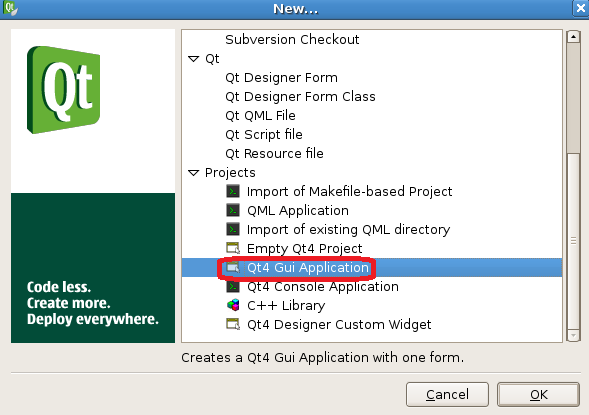 New...
Qt
Subversion Checkout
Qt
Qt Designer Form
Qt Designer Form Class
Qt QML File
Qt Script file
Qt Resource file
Projects
Import of Makefile-based Project
QML Application
Import of existing QML directory
Empty Qt4 Project
Qt4 Gui Application
Qt4 Console Application
C++ Library
Qt4 Designer Custom Widget
Code less.
Create more.
Deploy everywhere.
Creates a Qt4 Gui Application with one form.
Cancel
OK